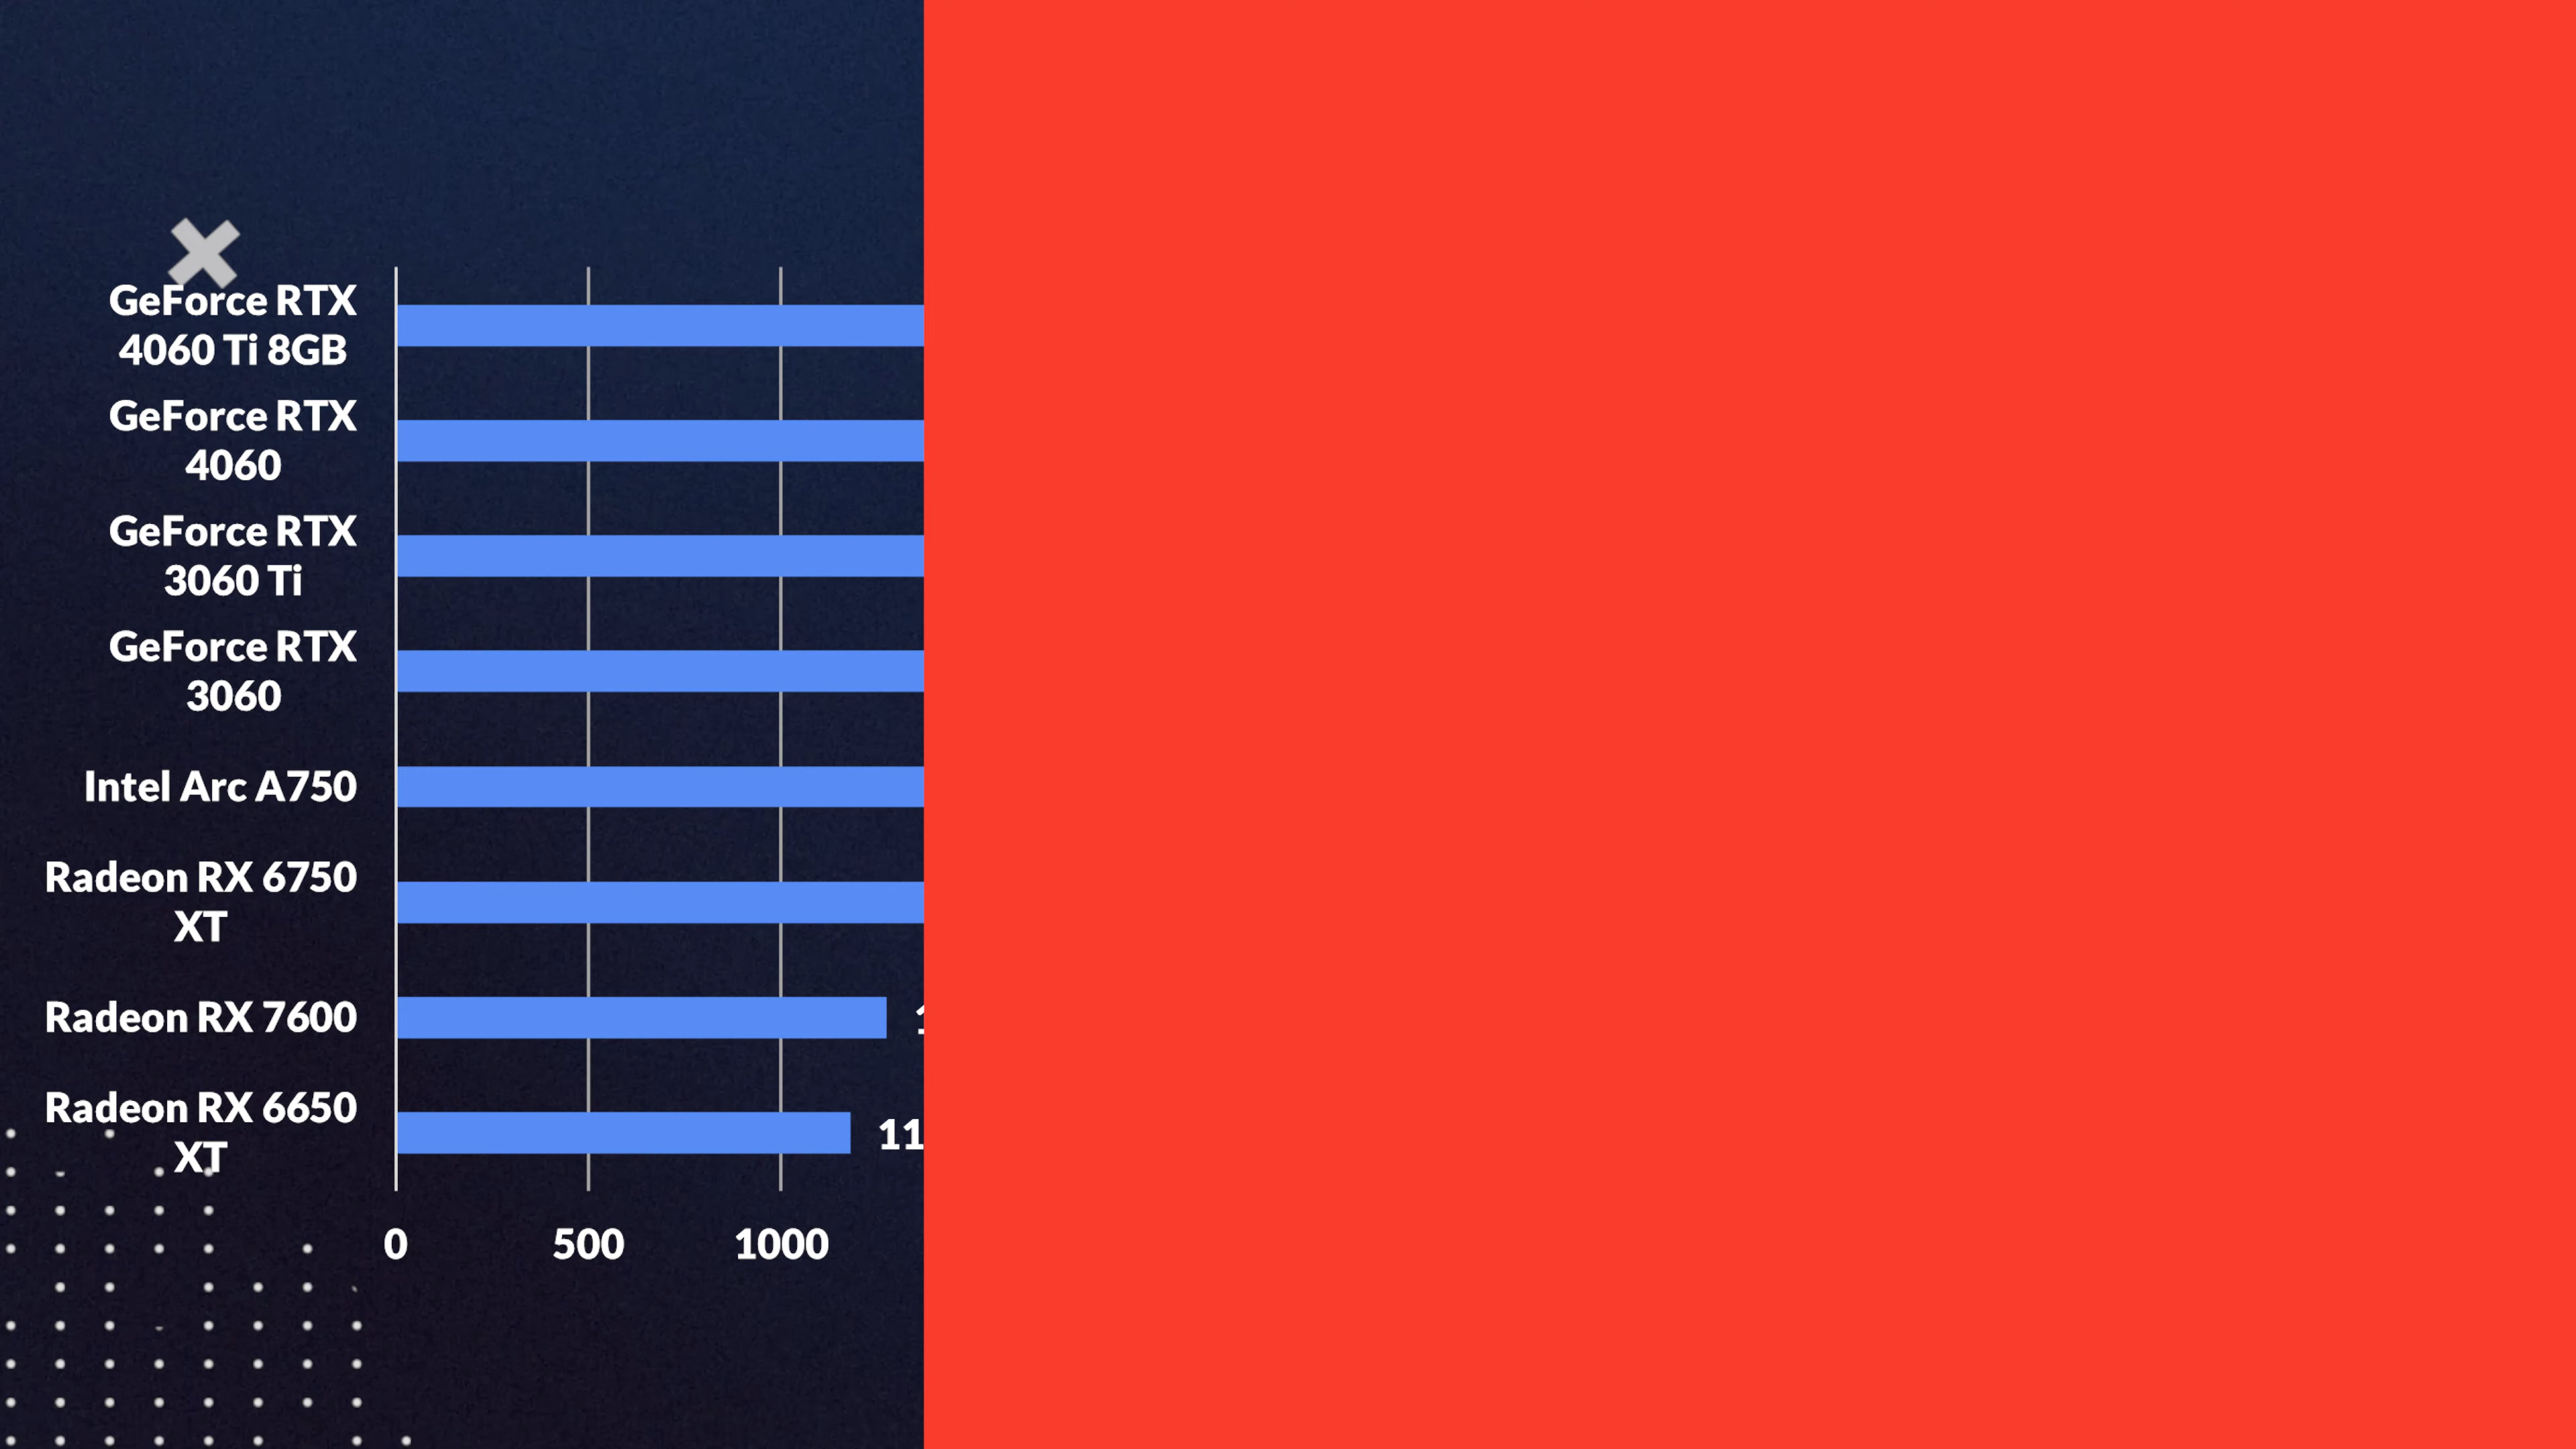 GeForce RTX
4060 Ti 8GB
GeForce RTX
4060
GeForce RTX
3060 Ti
GeForce RTX
3060
Intel Arc A750
Radeon RX 6750
XT
Radeon RX 7600
Radeon RX 6650
XT
0 500 1000